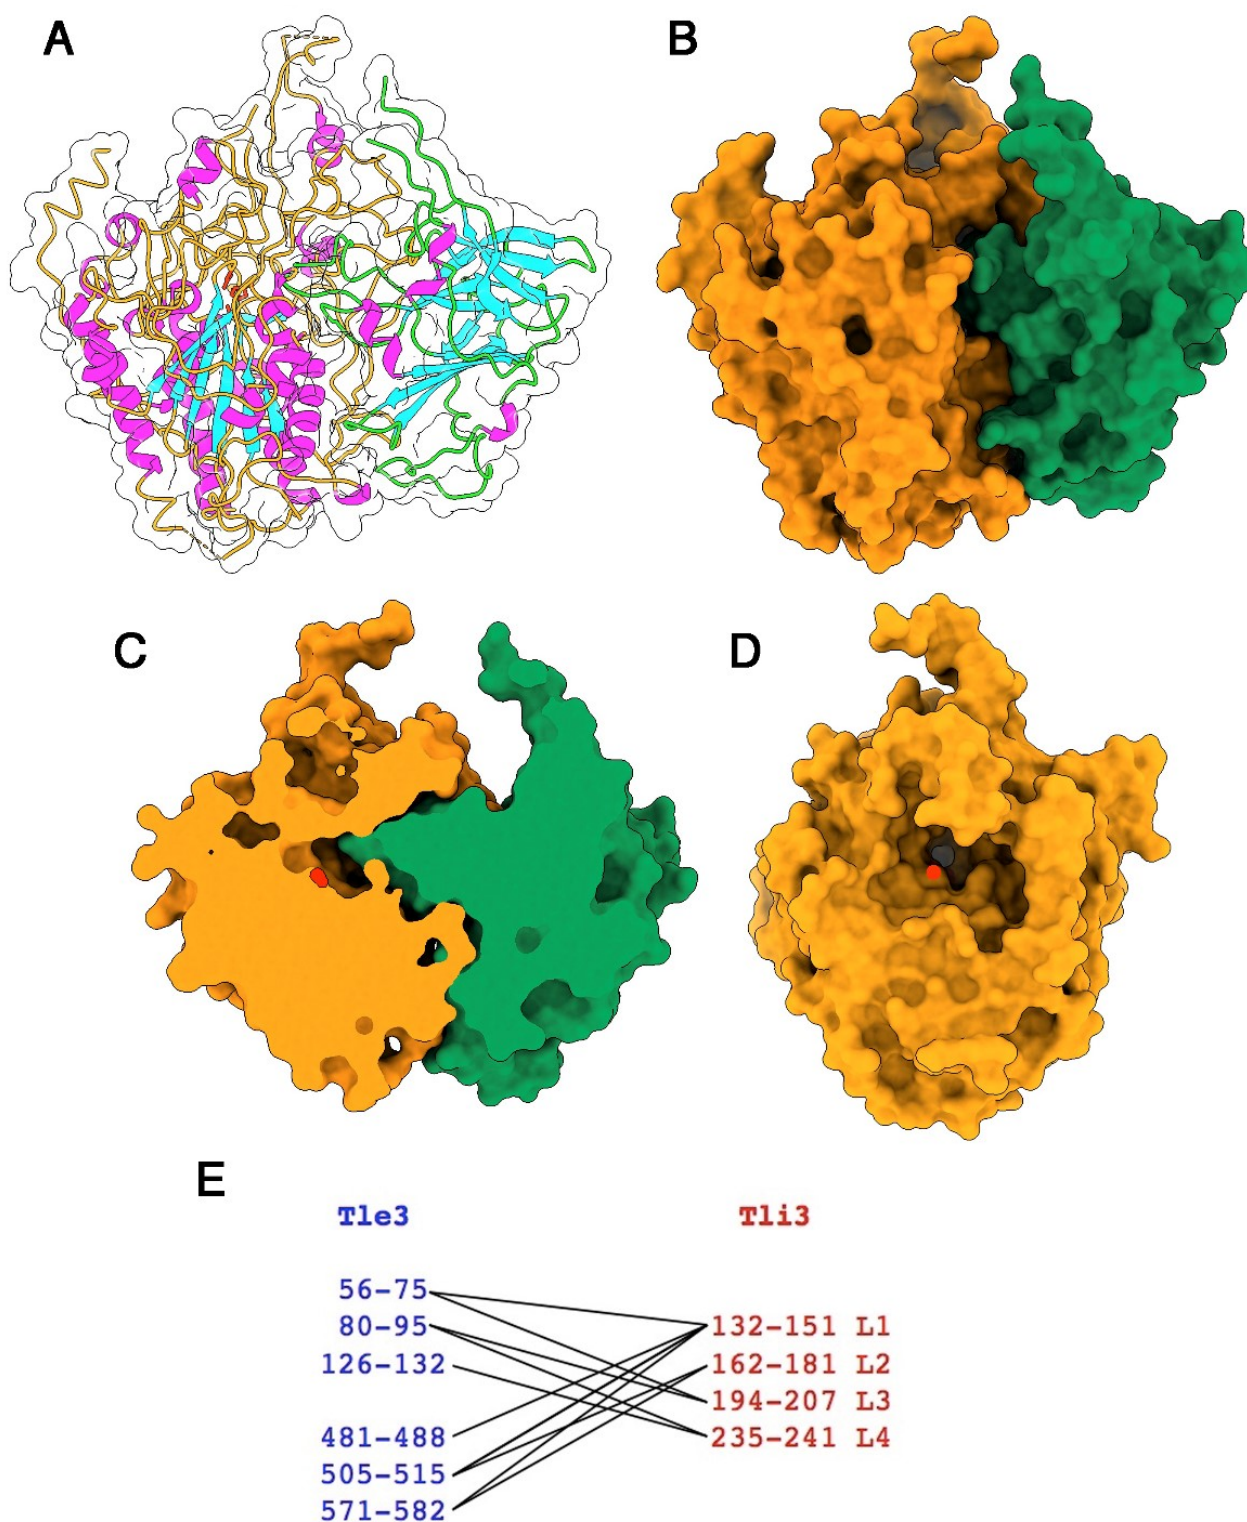 A
B
C
D
E
Tle3 Tli3
56-75
80-95 132-151 L1
126-132 162-181 L2
194-207 L3
481-488 235-241 L4
505-515
571-582